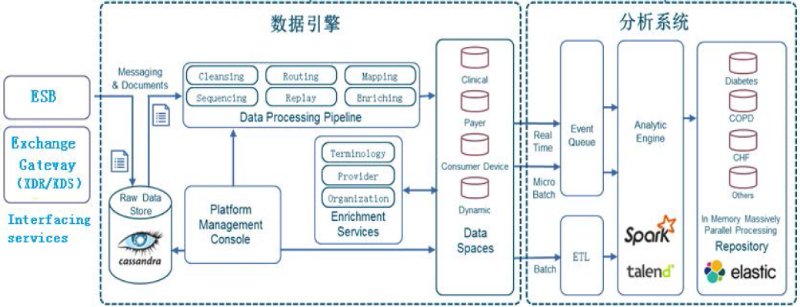 数据引擎
分析系统
ESB
Exchange
Gateway
(XDR/XDS)
Interfacing
services
Messaging
& Documents
Raw Data
Store
cassandra
Cleansing
Routing
Mapping
Sequencing
Replay
Enriching
Data Processing Pipeline
Platform
Management
Console
Terminology
Provider
Organization
Enrichment
Services
Clinical
Payer
Consumer Device
Dynamic
Data
Spaces
Real
Time
Micro
Batch
Batch
Event
Queue
ETL
Analytic
Engine
Spark
talend
Diabetes
COPD
CHF
Others
In Memory Massively
Parallel Processing
Repository
elastic